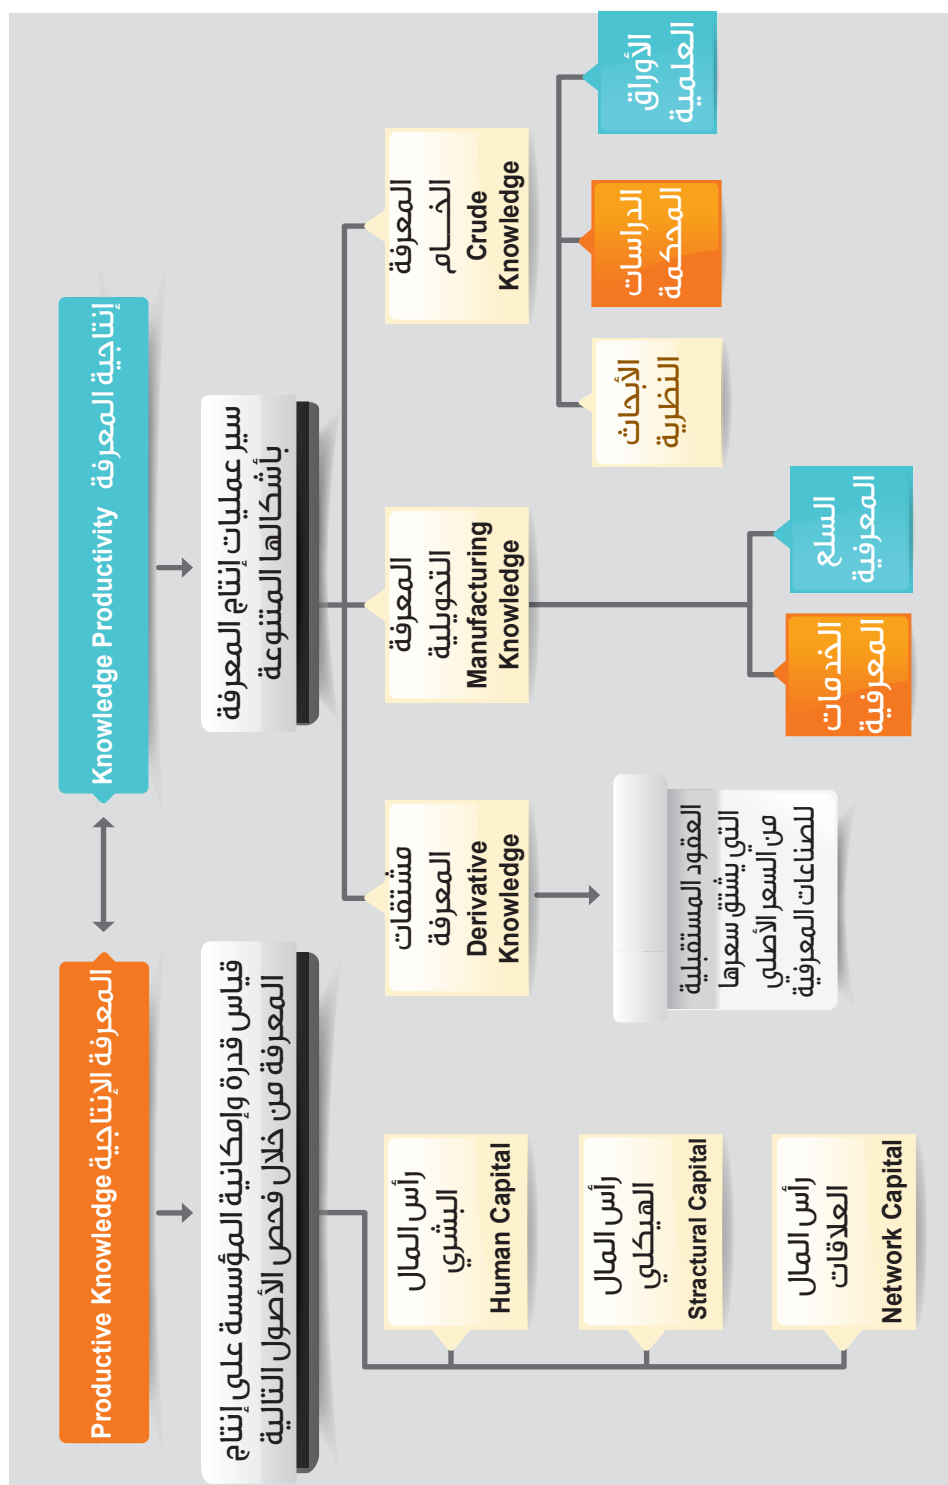 Productive Knowledge المعرفة الإنتاجية
Knowledge Productivity إنتاجية المعرفة
قياس قدرة وإمكانية المؤسسة على إنتاج
المعرفة من خلال فحص الأصول التالية
رأس المال
البشري
Human Capital
رأس المال
الهيكلي
Stractural Capital
رأس المال
العلاقات
Network Capital
سير عمليات إنتاج المعرفة
بأشكالها المتنوعة
مشتقات
المعرفة
Derivative
Knowledge
العقود المستقبلية
التي يشتق سعرها
من السعر الأصلي
للصناعات المعرفية
المعرفة
التحويلية
Manufacturing
Knowledge
الخدمات
المعرفية
السلع
المعرفية
المعرفة
الخـــام
Crude
Knowledge
الأبحاث
النظرية
الدراسات
المحكمة
الأوراق
العلمية